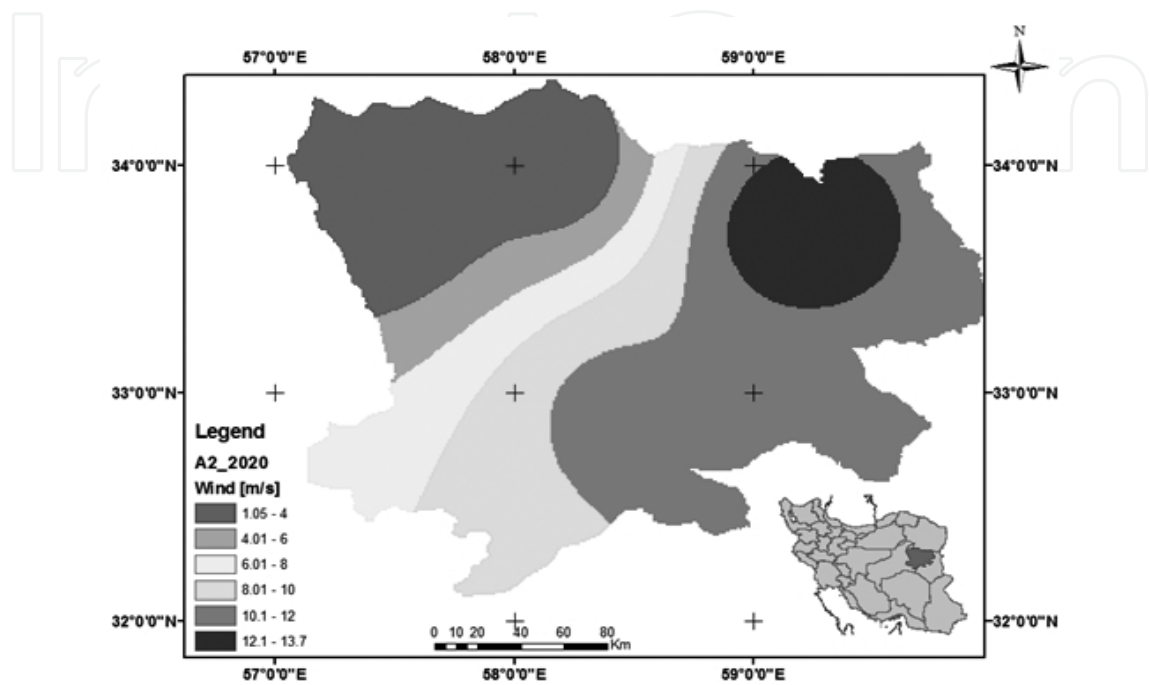 N
57°0'0"E 58°0'0"E 59°0'0"E
34°0'0"N 34°0'0"N
33°0'0"N 33°0'0"N
Legend
A2_2020
Wind [m/s]
1.05 - 4
4.01 - 6
6.01 - 8
8.01 - 10
10.1 - 12
12.1 - 13.7
32°0'0"N 32°0'0"N
0 10 20 40 60 80
Km
57°0'0"E 58°0'0"E 59°0'0"E